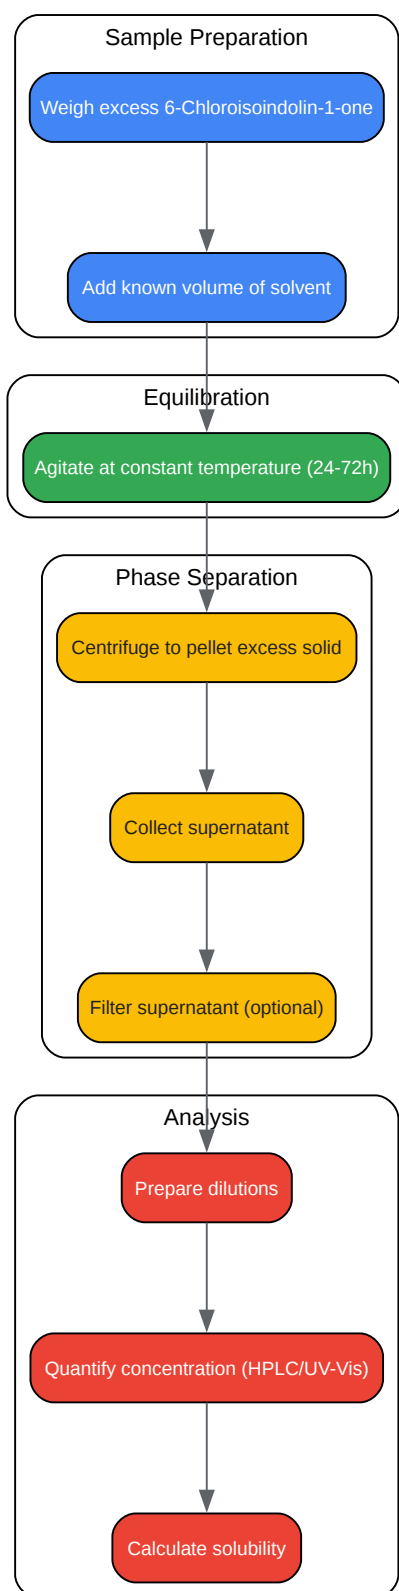 Sample Preparation
Weigh excess 6-Chloroisoindolin-1-one
Add known volume of solvent
Equilibration
Agitate at constant temperature (24-72h)
Phase Separation
Centrifuge to pellet excess solid
Collect supernatant
Filter supernatant (optional)
Analysis
Prepare dilutions
Quantify concentration (HPLC/UV-Vis)
Calculate solubility